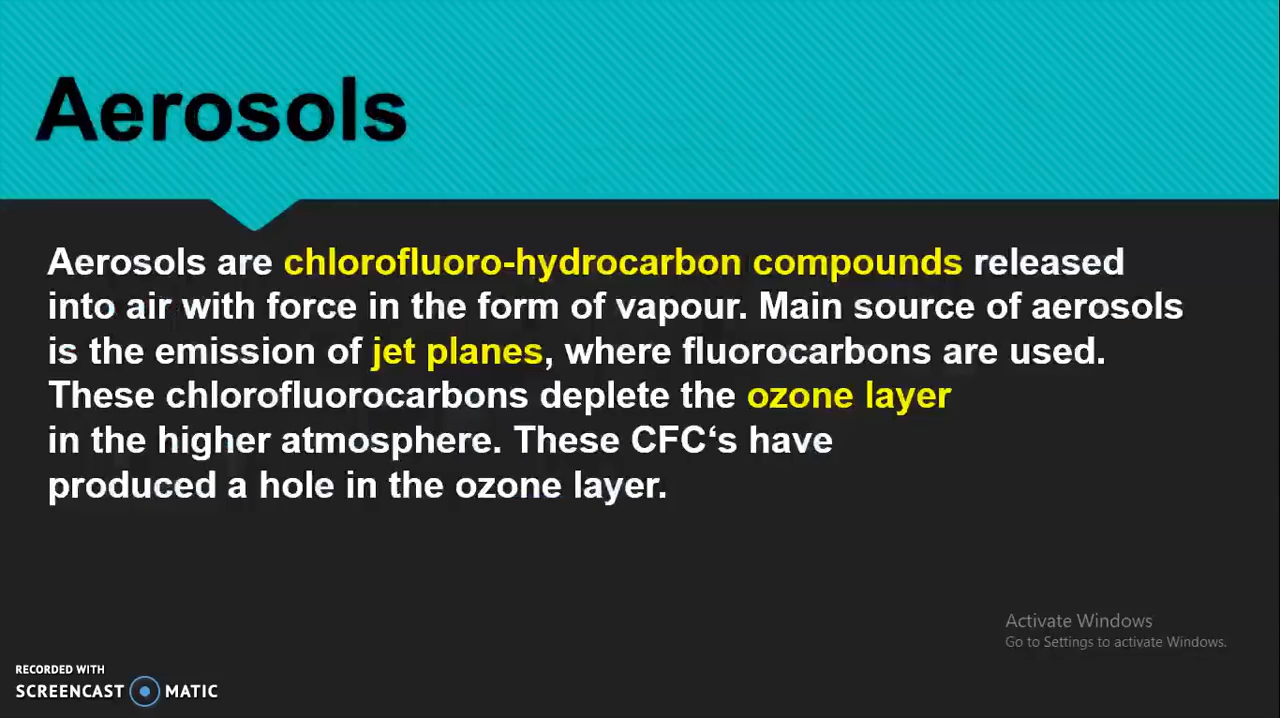 Aerosols
Aerosols are chlorofluoro-hydrocarbon compounds released
into air with force in the form of vapour. Main source of aerosols
is the emission of jet planes, where fluorocarbons are used.
These chlorofluorocarbons deplete the ozone layer
in the higher atmosphere. These CFC‘s have
produced a hole in the ozone layer.
Activate Windows
Go to Settings to activate Windows.
RECORDED WITH
SCREENCAST MATIC